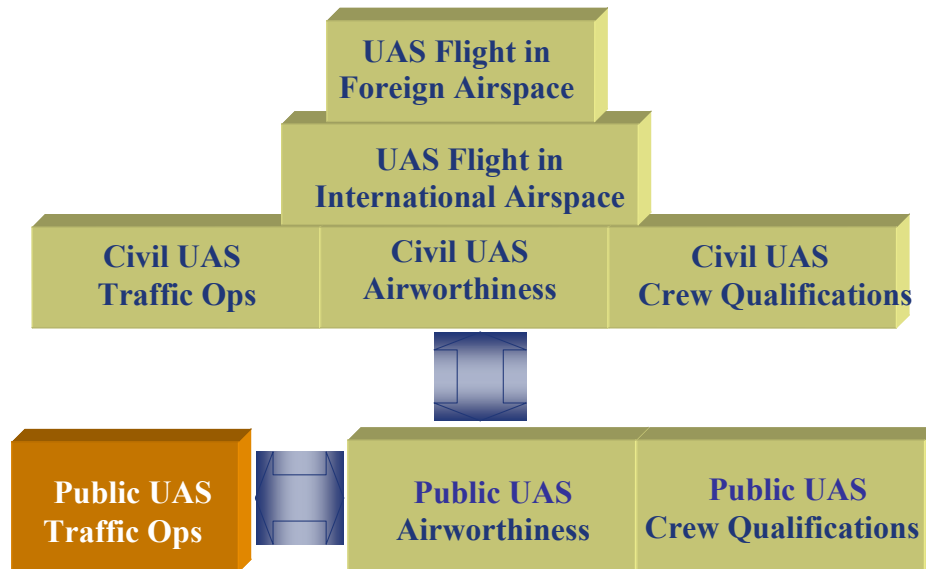 UAS Flight in
Foreign Airspace
UAS Flight in
International Airspace
Civil UAS
Traffic Ops
Civil UAS
Airworthiness
Civil UAS
Crew Qualifications
Public UAS
Traffic Ops
Public UAS
Airworthiness
Public UAS
Crew Qualifications